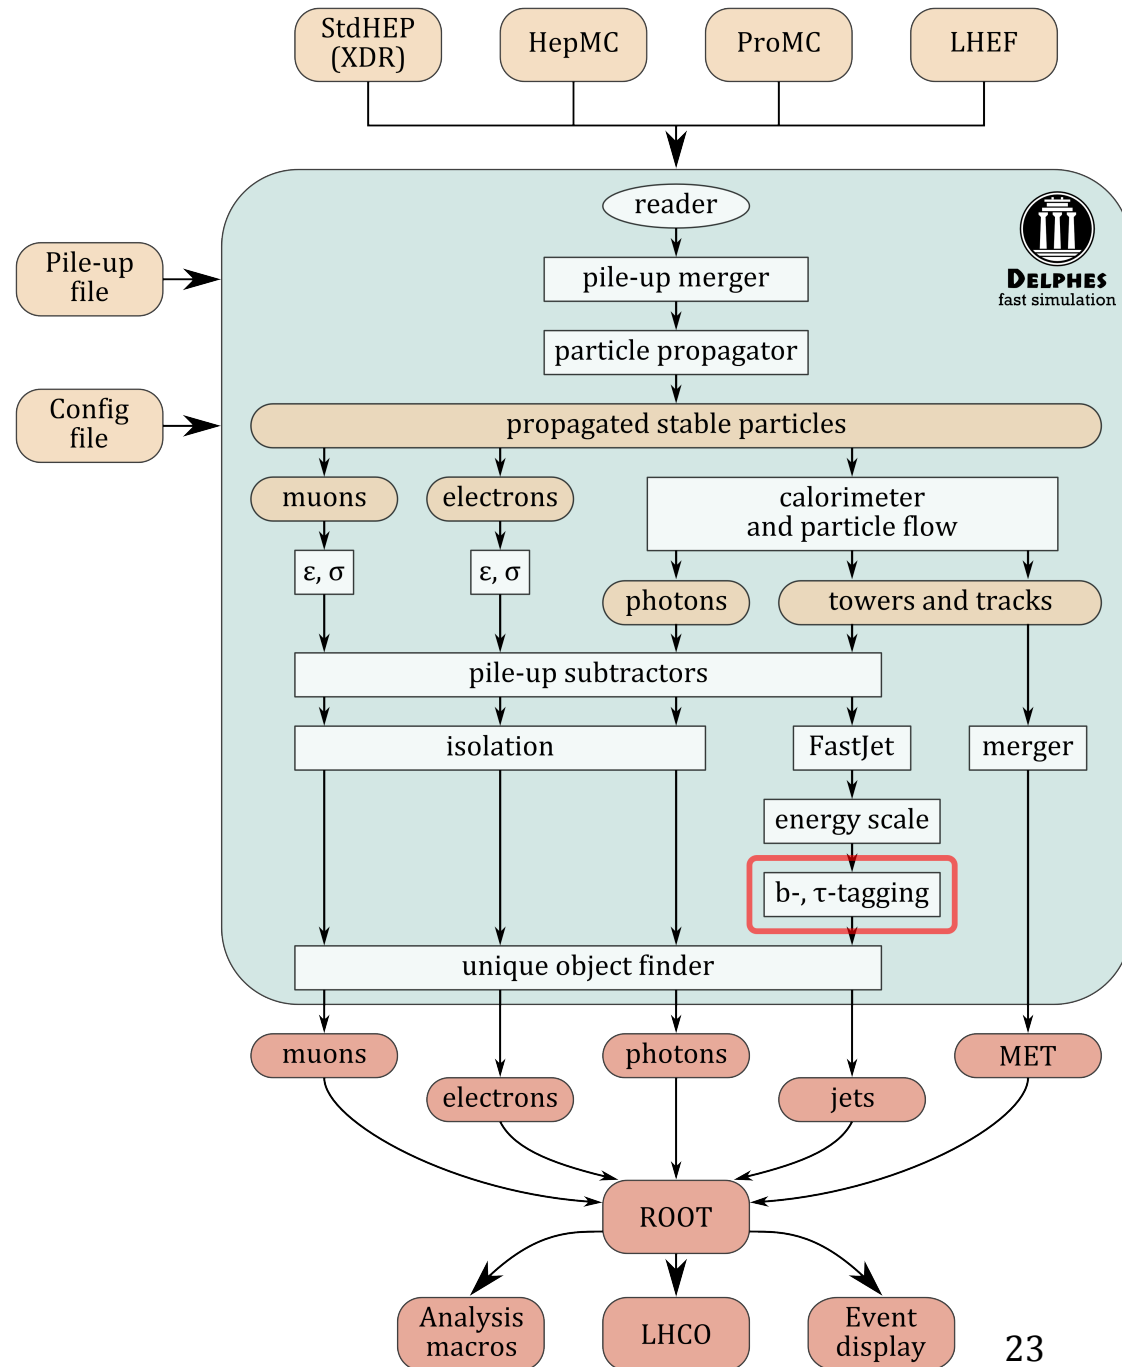 StdHEP
(XDR)
HepMC
ProMC
LHEF
reader
Pile-up
file
pile-up merger
DELPHES
fast simulation
particle propagator
Config
file
propagated stable particles
muons
electrons
calorimeter
and particle flow
ε, σ
ε, σ
photons
towers and tracks
pile-up subtractors
isolation
FastJet
merger
energy scale
b-, τ-tagging
unique object finder
muons
photons
MET
electrons
jets
ROOT
Analysis
macros
LHCO
Event
display
23